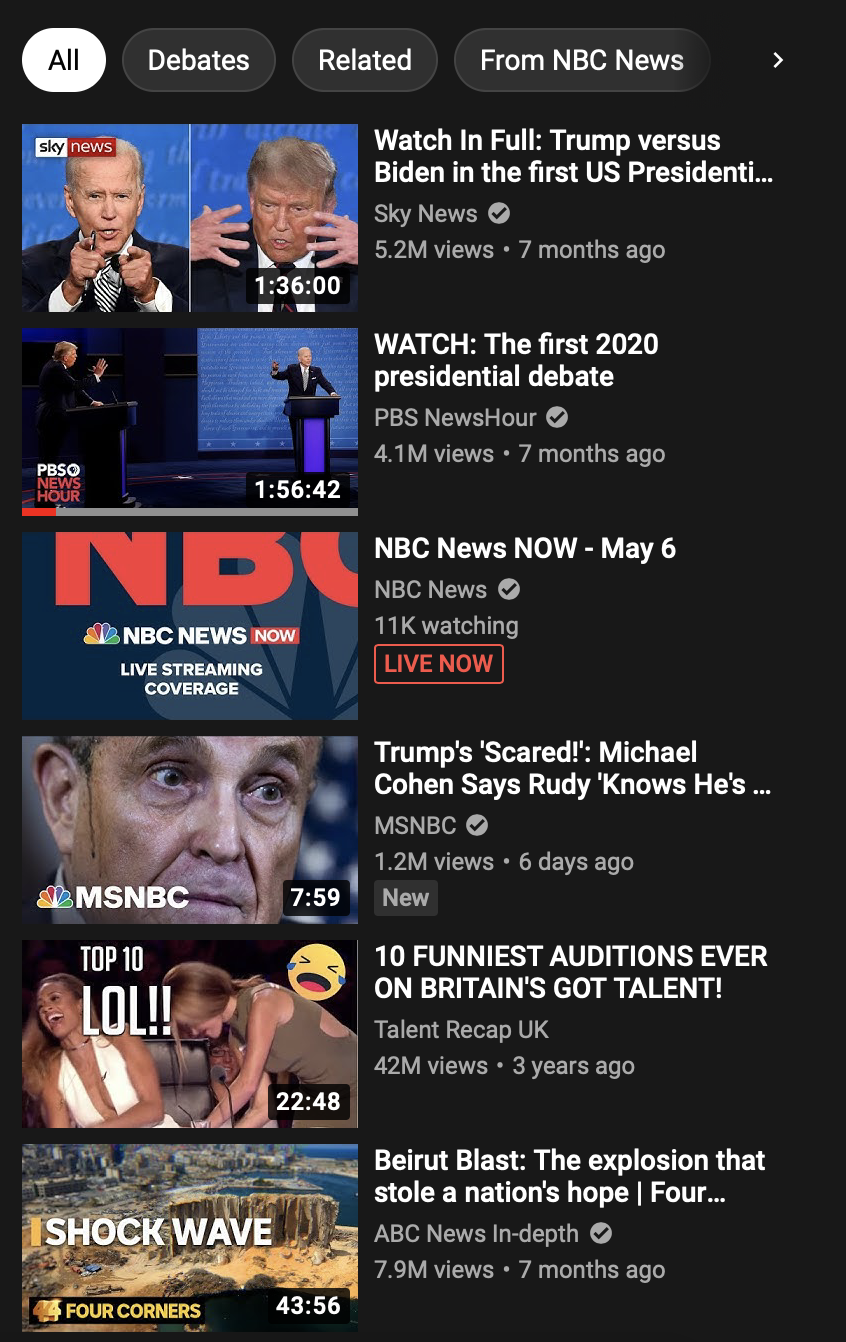 All
Debates
Related
From NBC News
sky news
1:36:00
Watch In Full: Trump versus
Biden in the first US Presidenti...
Sky News
5.2M views • 7 months ago
PBS
NEWS
HOUR
1:56:42
WATCH: The first 2020
presidential debate
PBS NewsHour
4.1M views • 7 months ago
NBC
NBC NEWS NOW
LIVE STREAMING
COVERAGE
NBC News NOW - May 6
NBC News
11K watching
LIVE NOW
MSNBC
7:59
Trump's 'Scared!': Michael
Cohen Says Rudy 'Knows He's ...
MSNBC
1.2M views • 6 days ago
New
TOP 10
LOL!!
22:48
10 FUNNIEST AUDITIONS EVER
ON BRITAIN'S GOT TALENT!
Talent Recap UK
42M views • 3 years ago
SHOCK WAVE
FOUR CORNERS
43:56
Beirut Blast: The explosion that
stole a nation's hope | Four...
ABC News In-depth
7.9M views • 7 months ago